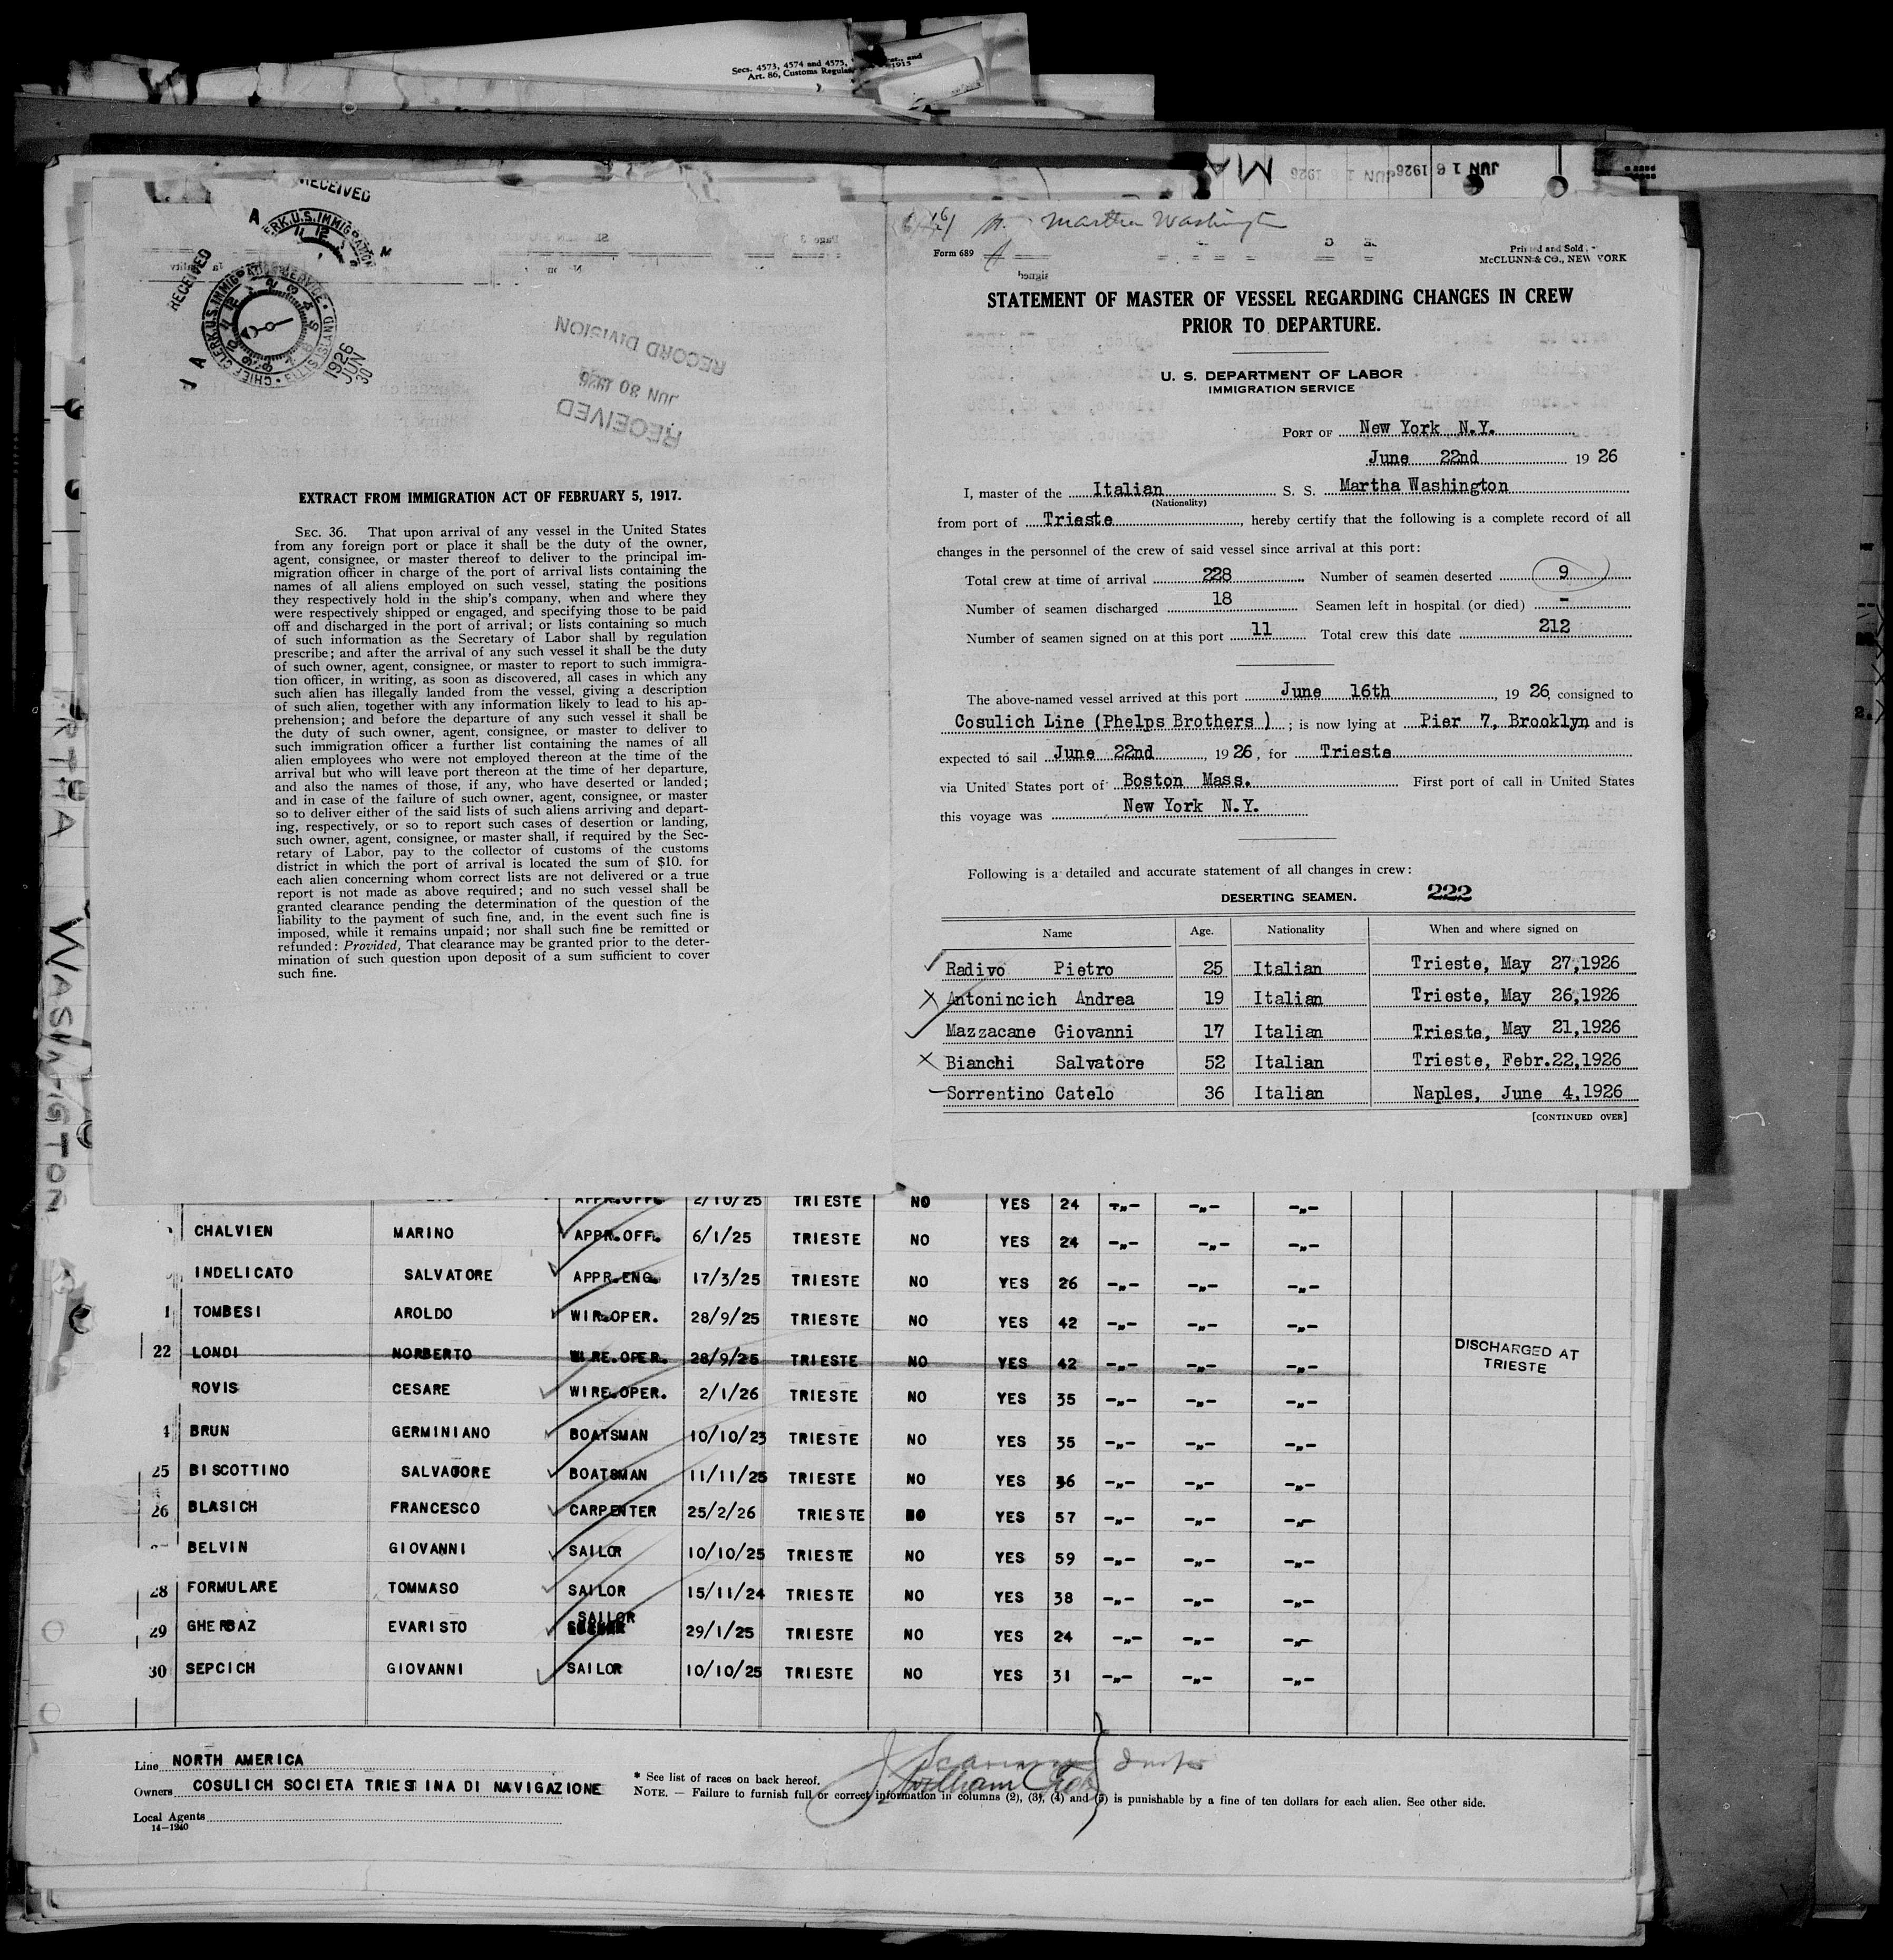 Secs. 4573, 4574 and 4575,
Art. 86, Customs Regula 1915
JUN 16 1926
RECEIVED
RECEIVED
CHIEF CLERK, U.S. IMMIGRATION SERVICE • ELLIS ISLAND
1926
JUN
30
RECORD DIVISION
JUN 30 1926
RECEIVED
EXTRACT FROM IMMIGRATION ACT OF FEBRUARY 5, 1917.
SEC. 36. That upon arrival of any vessel in the United States
from any foreign port or place it shall be the duty of the owner,
agent, consignee, or master thereof to deliver to the principal im-
migration officer in charge of the port of arrival lists containing the
names of all aliens employed on such vessel, stating the positions
they respectively hold in the ship's company, when and where they
were respectively shipped or engaged, and specifying those to be paid
off and discharged in the port of arrival; or lists containing so much
of such information as the Secretary of Labor shall by regulation
prescribe; and after the arrival of any such vessel it shall be the duty
of such owner, agent, consignee, or master to report to such immigra-
tion officer, in writing, as soon as discovered, all cases in which any
such alien has illegally landed from the vessel, giving a description
of such alien, together with any information likely to lead to his ap-
prehension; and before the departure of any such vessel it shall be
the duty of such owner, agent, consignee, or master to deliver to
such immigration officer a further list containing the names of all
alien employees who were not employed thereon at the time of the
arrival but who will leave port thereon at the time of her departure,
and also the names of those, if any, who have deserted or landed;
and in case of the failure of such owner, agent, consignee, or master
so to deliver either of the said lists of such aliens arriving and depart-
ing, respectively, or so to report such cases of desertion or landing,
such owner, agent, consignee, or master shall, if required by the Sec-
retary of Labor, pay to the collector of customs of the customs
district in which the port of arrival is located the sum of $10. for
each alien concerning whom correct lists are not delivered or a true
report is not made as above required; and no such vessel shall be
granted clearance pending the determination of the question of the
liability to the payment of such fine, and, in the event such fine is
imposed, while it remains unpaid; nor shall such fine be remitted or
refunded: Provided, That clearance may be granted prior to the deter-
mination of such question upon deposit of a sum sufficient to cover
such fine.
Martha Washington
Form 689
Printed and Sold
McCLUNN & CO., NEW YORK
STATEMENT OF MASTER OF VESSEL REGARDING CHANGES IN CREW
PRIOR TO DEPARTURE.
U. S. DEPARTMENT OF LABOR
IMMIGRATION SERVICE
PORT OF New York N.Y.
June 22nd 1926
I, master of the Italian S. S. Martha Washington
(Nationality)
from port of Trieste, hereby certify that the following is a complete record of all
changes in the personnel of the crew of said vessel since arrival at this port:
Total crew at time of arrival 228 Number of seamen deserted 9
Number of seamen discharged 18 Seamen left in hospital (or died) -
Number of seamen signed on at this port 11 Total crew this date 212
The above-named vessel arrived at this port June 16th, 1926, consigned to
Cosulich Line (Phelps Brothers); is now lying at Pier 7, Brooklyn and is
expected to sail June 22nd, 1926, for Trieste
via United States port of Boston Mass. First port of call in United States
this voyage was New York N.Y.
Following is a detailed and accurate statement of all changes in crew:
DESERTING SEAMEN. 222
Name Age. Nationality When and where signed on
Radivo Pietro 25 Italian Trieste, May 27,1926
Antonincich Andrea 19 Italian Trieste, May 26,1926
Mazzacane Giovanni 17 Italian Trieste, May 21,1926
Bianchi Salvatore 52 Italian Trieste, Febr.22,1926
Sorrentino Catelo 36 Italian Naples, June 4,1926
[CONTINUED OVER]
RTHA WASHINGTON
APPR.OFF. 2/10/25 TRIESTE NO YES 24 -„- -„- -„-
CHALVIEN MARINO APPR.OFF. 6/1/25 TRIESTE NO YES 24 -„- -„- -„-
INDELICATO SALVATORE APPR.ENG. 17/3/25 TRIESTE NO YES 26 -„- -„- -„-
1 TOMBESI AROLDO WIR.OPER. 28/9/25 TRIESTE NO YES 42 -„- -„- -„-
22 LONDI NORBERTO WIRE.OPER. 28/9/25 TRIESTE NO YES 42 -„- -„- -„- DISCHARGED AT TRIESTE
ROVIS CESARE WIRE.OPER. 2/1/26 TRIESTE NO YES 35 -„- -„- -„-
4 BRUN GERMINIANO BOATSMAN 10/10/23 TRIESTE NO YES 35 -„- -„- -„-
25 BISCOTTINO SALVATORE BOATSMAN 11/11/25 TRIESTE NO YES 36 -„- -„- -„-
26 BLASICH FRANCESCO CARPENTER 25/2/26 TRIESTE NO YES 57 -„- -„- -„-
BELVIN GIOVANNI SAILOR 10/10/25 TRIESTE NO YES 59 -„- -„- -„-
28 FORMULARE TOMMASO SAILOR 15/11/24 TRIESTE NO YES 38 -„- -„- -„-
29 GHERBAZ EVARISTO SAILOR 29/1/25 TRIESTE NO YES 24 -„- -„- -„-
30 SEPCICH GIOVANNI SAILOR 10/10/25 TRIESTE NO YES 31 -„- -„- -„-
Line NORTH AMERICA
Owners COSULICH SOCIETA TRIESTINA DI NAVIGAZIONE
Local Agents
14-1240
* See list of races on back hereof.
NOTE. — Failure to furnish full or correct information in columns (2), (3), (4) and (5) is punishable by a fine of ten dollars for each alien. See other side.